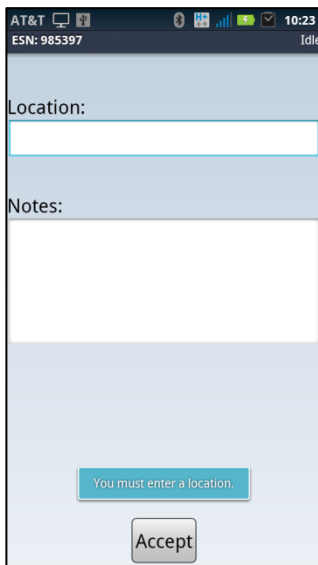 AT&T 10:23
ESN: 985397 Idle
Location:
Notes:
You must enter a location.
Accept